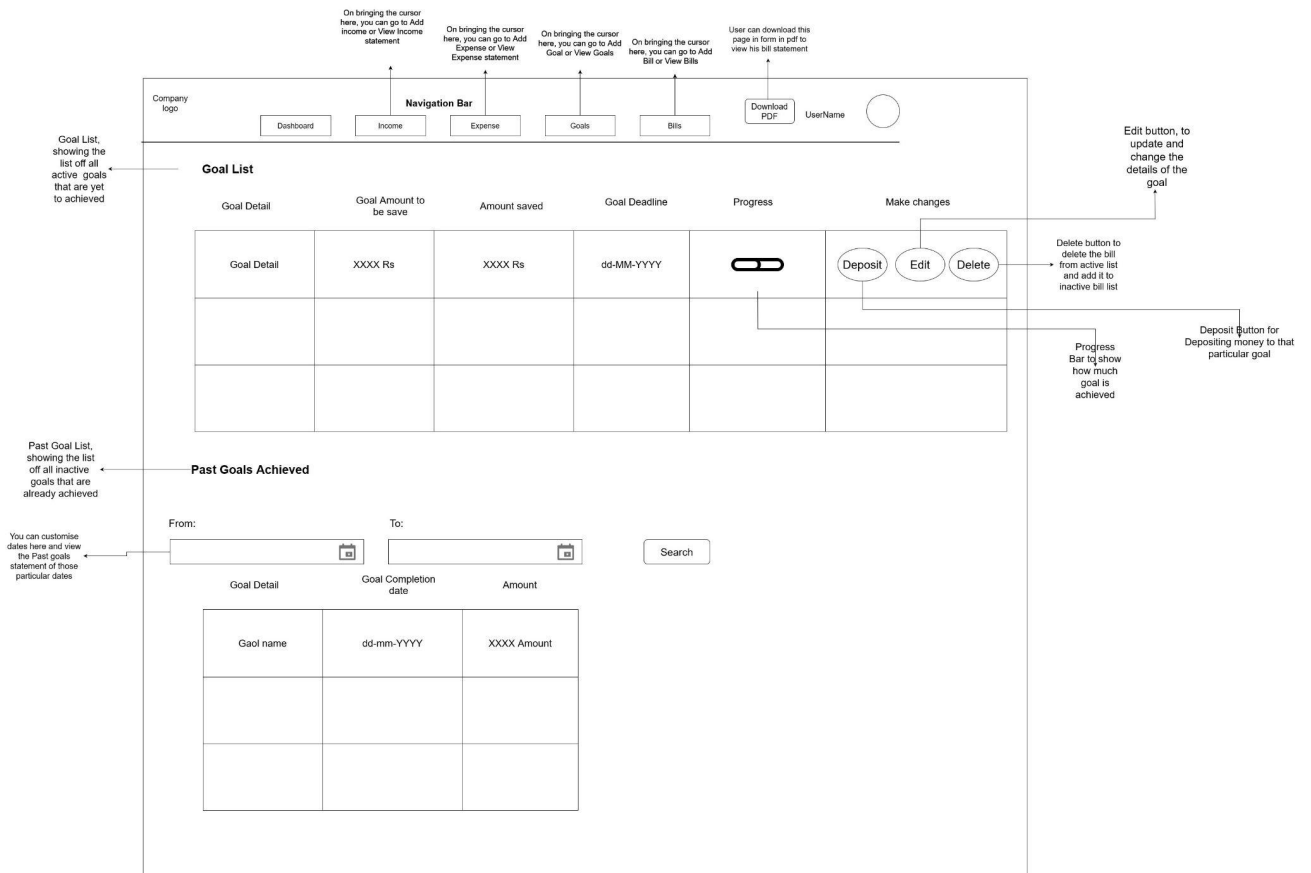 On bringing the cursor
here, you can go to Add
income or View Income
statement
On bringing the cursor
here, you can go to Add
Expense or View
Expense statement
On bringing the cursor
here, you can go to Add
Goal or View Goals
On bringing the cursor
here, you can go to Add
Bill or View Bills
User can download this
page in form in pdf to
view his bill statement
Company
logo
Navigation Bar
Dashboard
Income
Expense
Goals
Bills
Download
PDF
UserName
Goal List,
showing the
list off all
active goals
that are yet
to achieved
Goal List
Edit button, to
update and
change the
details of the
goal
Goal Detail
Goal Amount to
be save
Amount saved
Goal Deadline
Progress
Make changes
Goal Detail
XXXX Rs
XXXX Rs
dd-MM-YYYY
Deposit
Edit
Delete
Delete button to
delete the bill
from active list
and add it to
inactive bill list
Deposit Button for
Depositing money to that
particular goal
Progress
Bar to show
how much
goal is
achieved
Past Goal List,
showing the list
off all inactive
goals that are
already achieved
Past Goals Achieved
From:
To:
You can customise
dates here and view
the Past goals
statement of those
particular dates
Search
Goal Detail
Goal Completion
date
Amount
Gaol name
dd-mm-YYYY
XXXX Amount